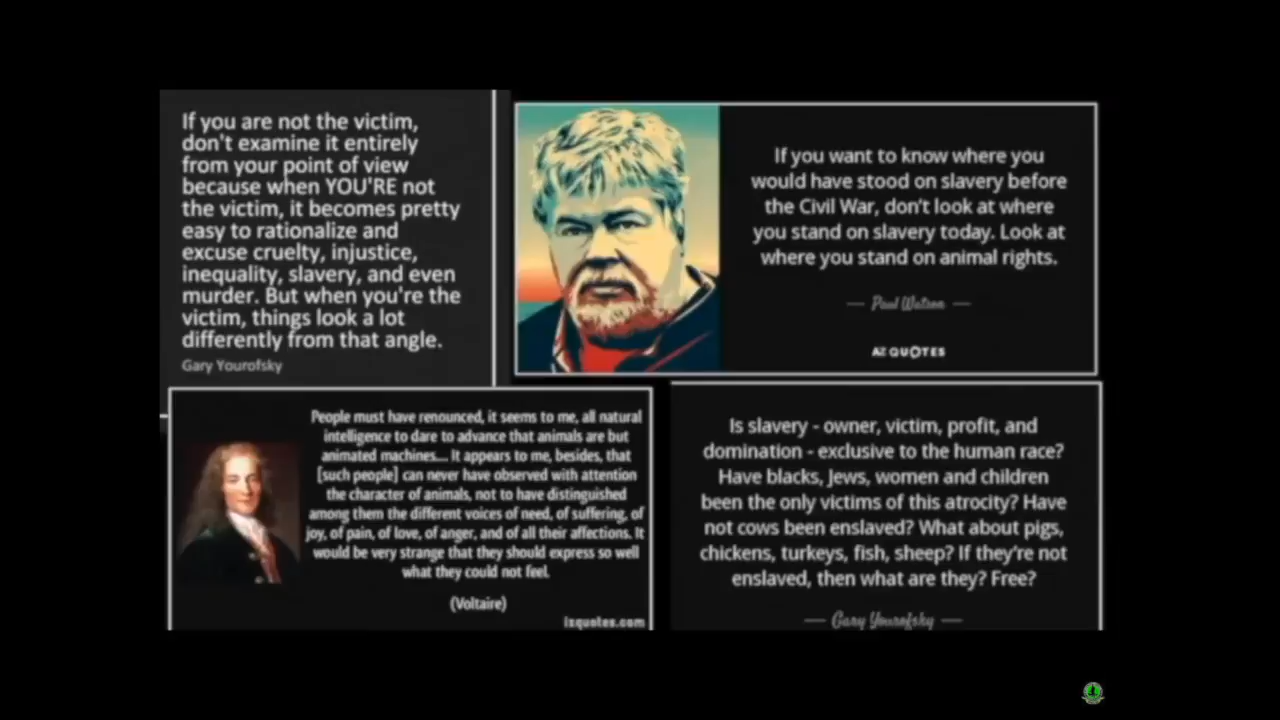 If you are not the victim,
don't examine it entirely
from your point of view
because when YOU'RE not
the victim, it becomes pretty
easy to rationalize and
excuse cruelty, injustice,
inequality, slavery, and even
murder. But when you're the
victim, things look a lot
differently from that angle.
Gary Yourofsky
If you want to know where you
would have stood on slavery before
the Civil War, don't look at where
you stand on slavery today. Look at
where you stand on animal rights.
— Paul Watson —
AZ QUOTES
People must have renounced, it seems to me, all natural
intelligence to dare to advance that animals are but
animated machines.... It appears to me, besides, that
[such people] can never have observed with attention
the character of animals, not to have distinguished
among them the different voices of need, of suffering, of
joy, of pain, of love, of anger, and of all their affections. It
would be very strange that they should express so well
what they could not feel.
(Voltaire)
izquotes.com
Is slavery - owner, victim, profit, and
domination - exclusive to the human race?
Have blacks, Jews, women and children
been the only victims of this atrocity? Have
not cows been enslaved? What about pigs,
chickens, turkeys, fish, sheep? If they're not
enslaved, then what are they? Free?
— Gary Yourofsky —